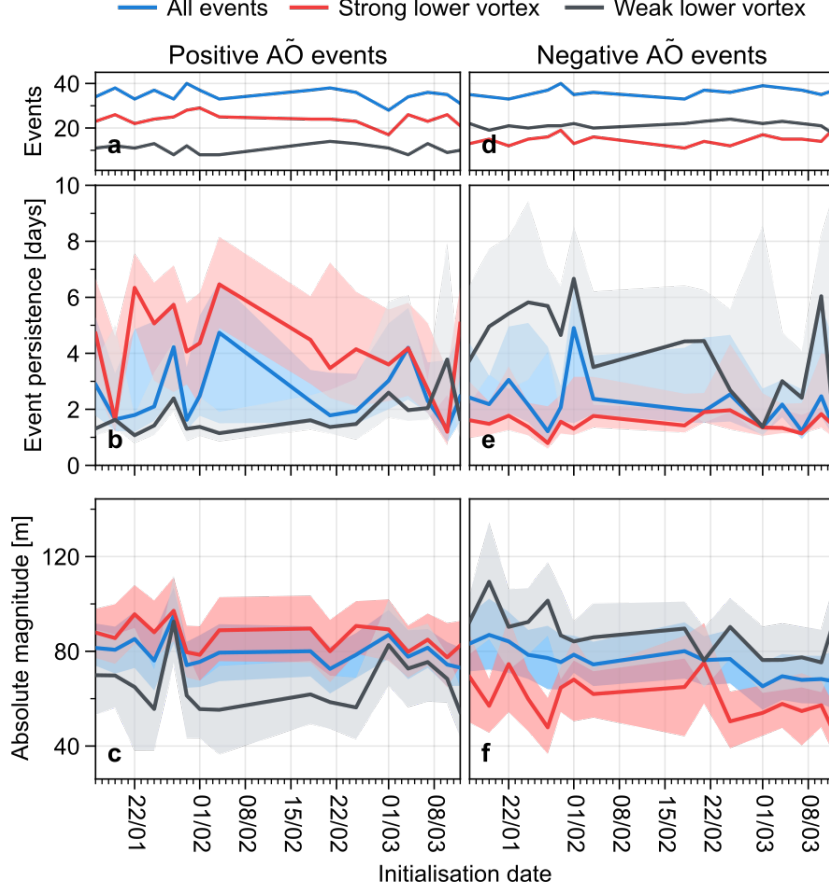 All events Strong lower vortex Weak lower vortex
Positive AÕ events Negative AÕ events
Events
40
20
a
d
Event persistence [days]
10
8
6
4
2
0
b
e
Absolute magnitude [m]
120
80
40
c
f
22/01 01/02 08/02 15/02 22/02 01/03 08/03 22/01 01/02 08/02 15/02 22/02 01/03 08/03
Initialisation date